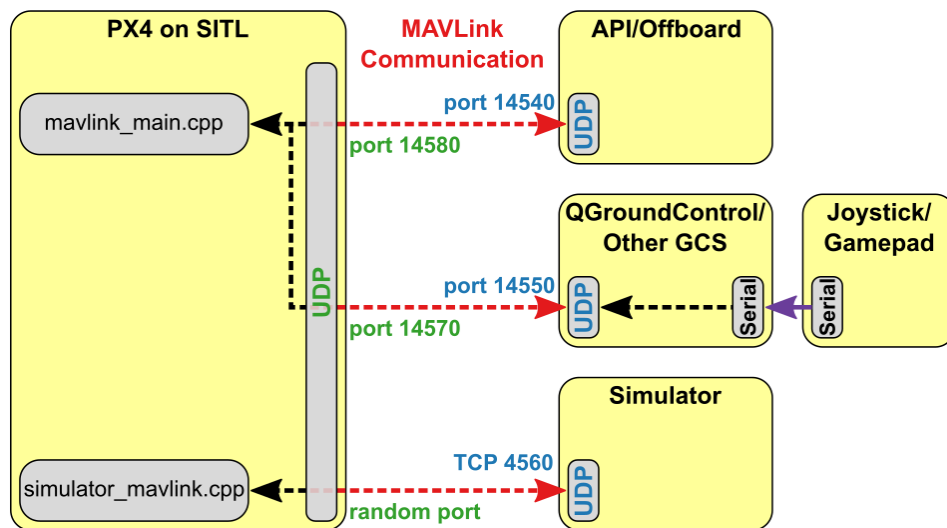 PX4 on SITL
mavlink_main.cpp
simulator_mavlink.cpp
UDP
MAVLink
Communication
port 14540
port 14580
port 14550
port 14570
TCP 4560
random port
API/Offboard
UDP
QGroundControl/
Other GCS
UDP
Serial
Joystick/
Gamepad
Serial
Simulator
UDP